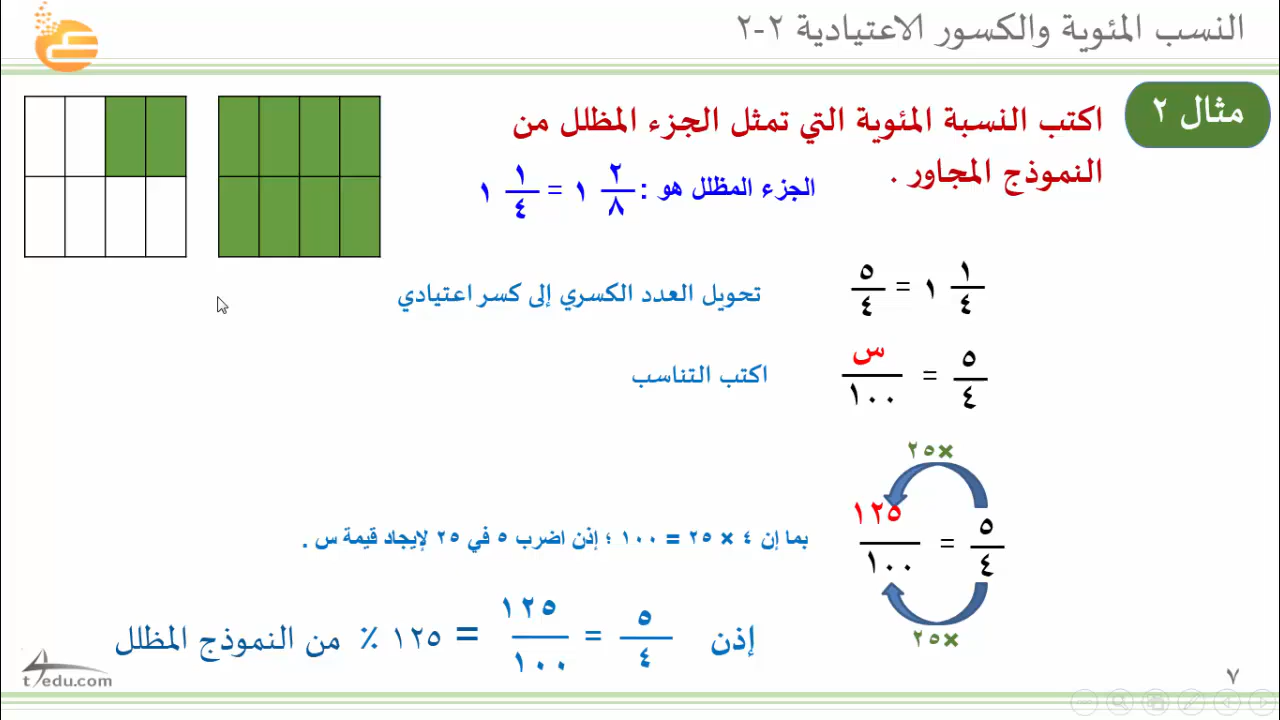 النسب المئوية والكسور الاعتيادية ٢-٢
مثال ٢
اكتب النسبة المئوية التي تمثل الجزء المظلل من
النموذج المجاور .
الجزء المظلل هو : ١ ٢/٨ = ١ ١/٤
١ ١/٤ = ٥/٤
تحويل العدد الكسري إلى كسر اعتيادي
٥/٤ = س/١٠٠
اكتب التناسب
×٢٥
٥/٤ = ١٢٥/١٠٠
×٢٥
بما إن ٤ × ٢٥ = ١٠٠ ؛ إذن اضرب ٥ في ٢٥ لإيجاد قيمة س .
إذن ٥/٤ = ١٢٥/١٠٠ = ١٢٥ ٪ من النموذج المظلل
t4edu.com
٧